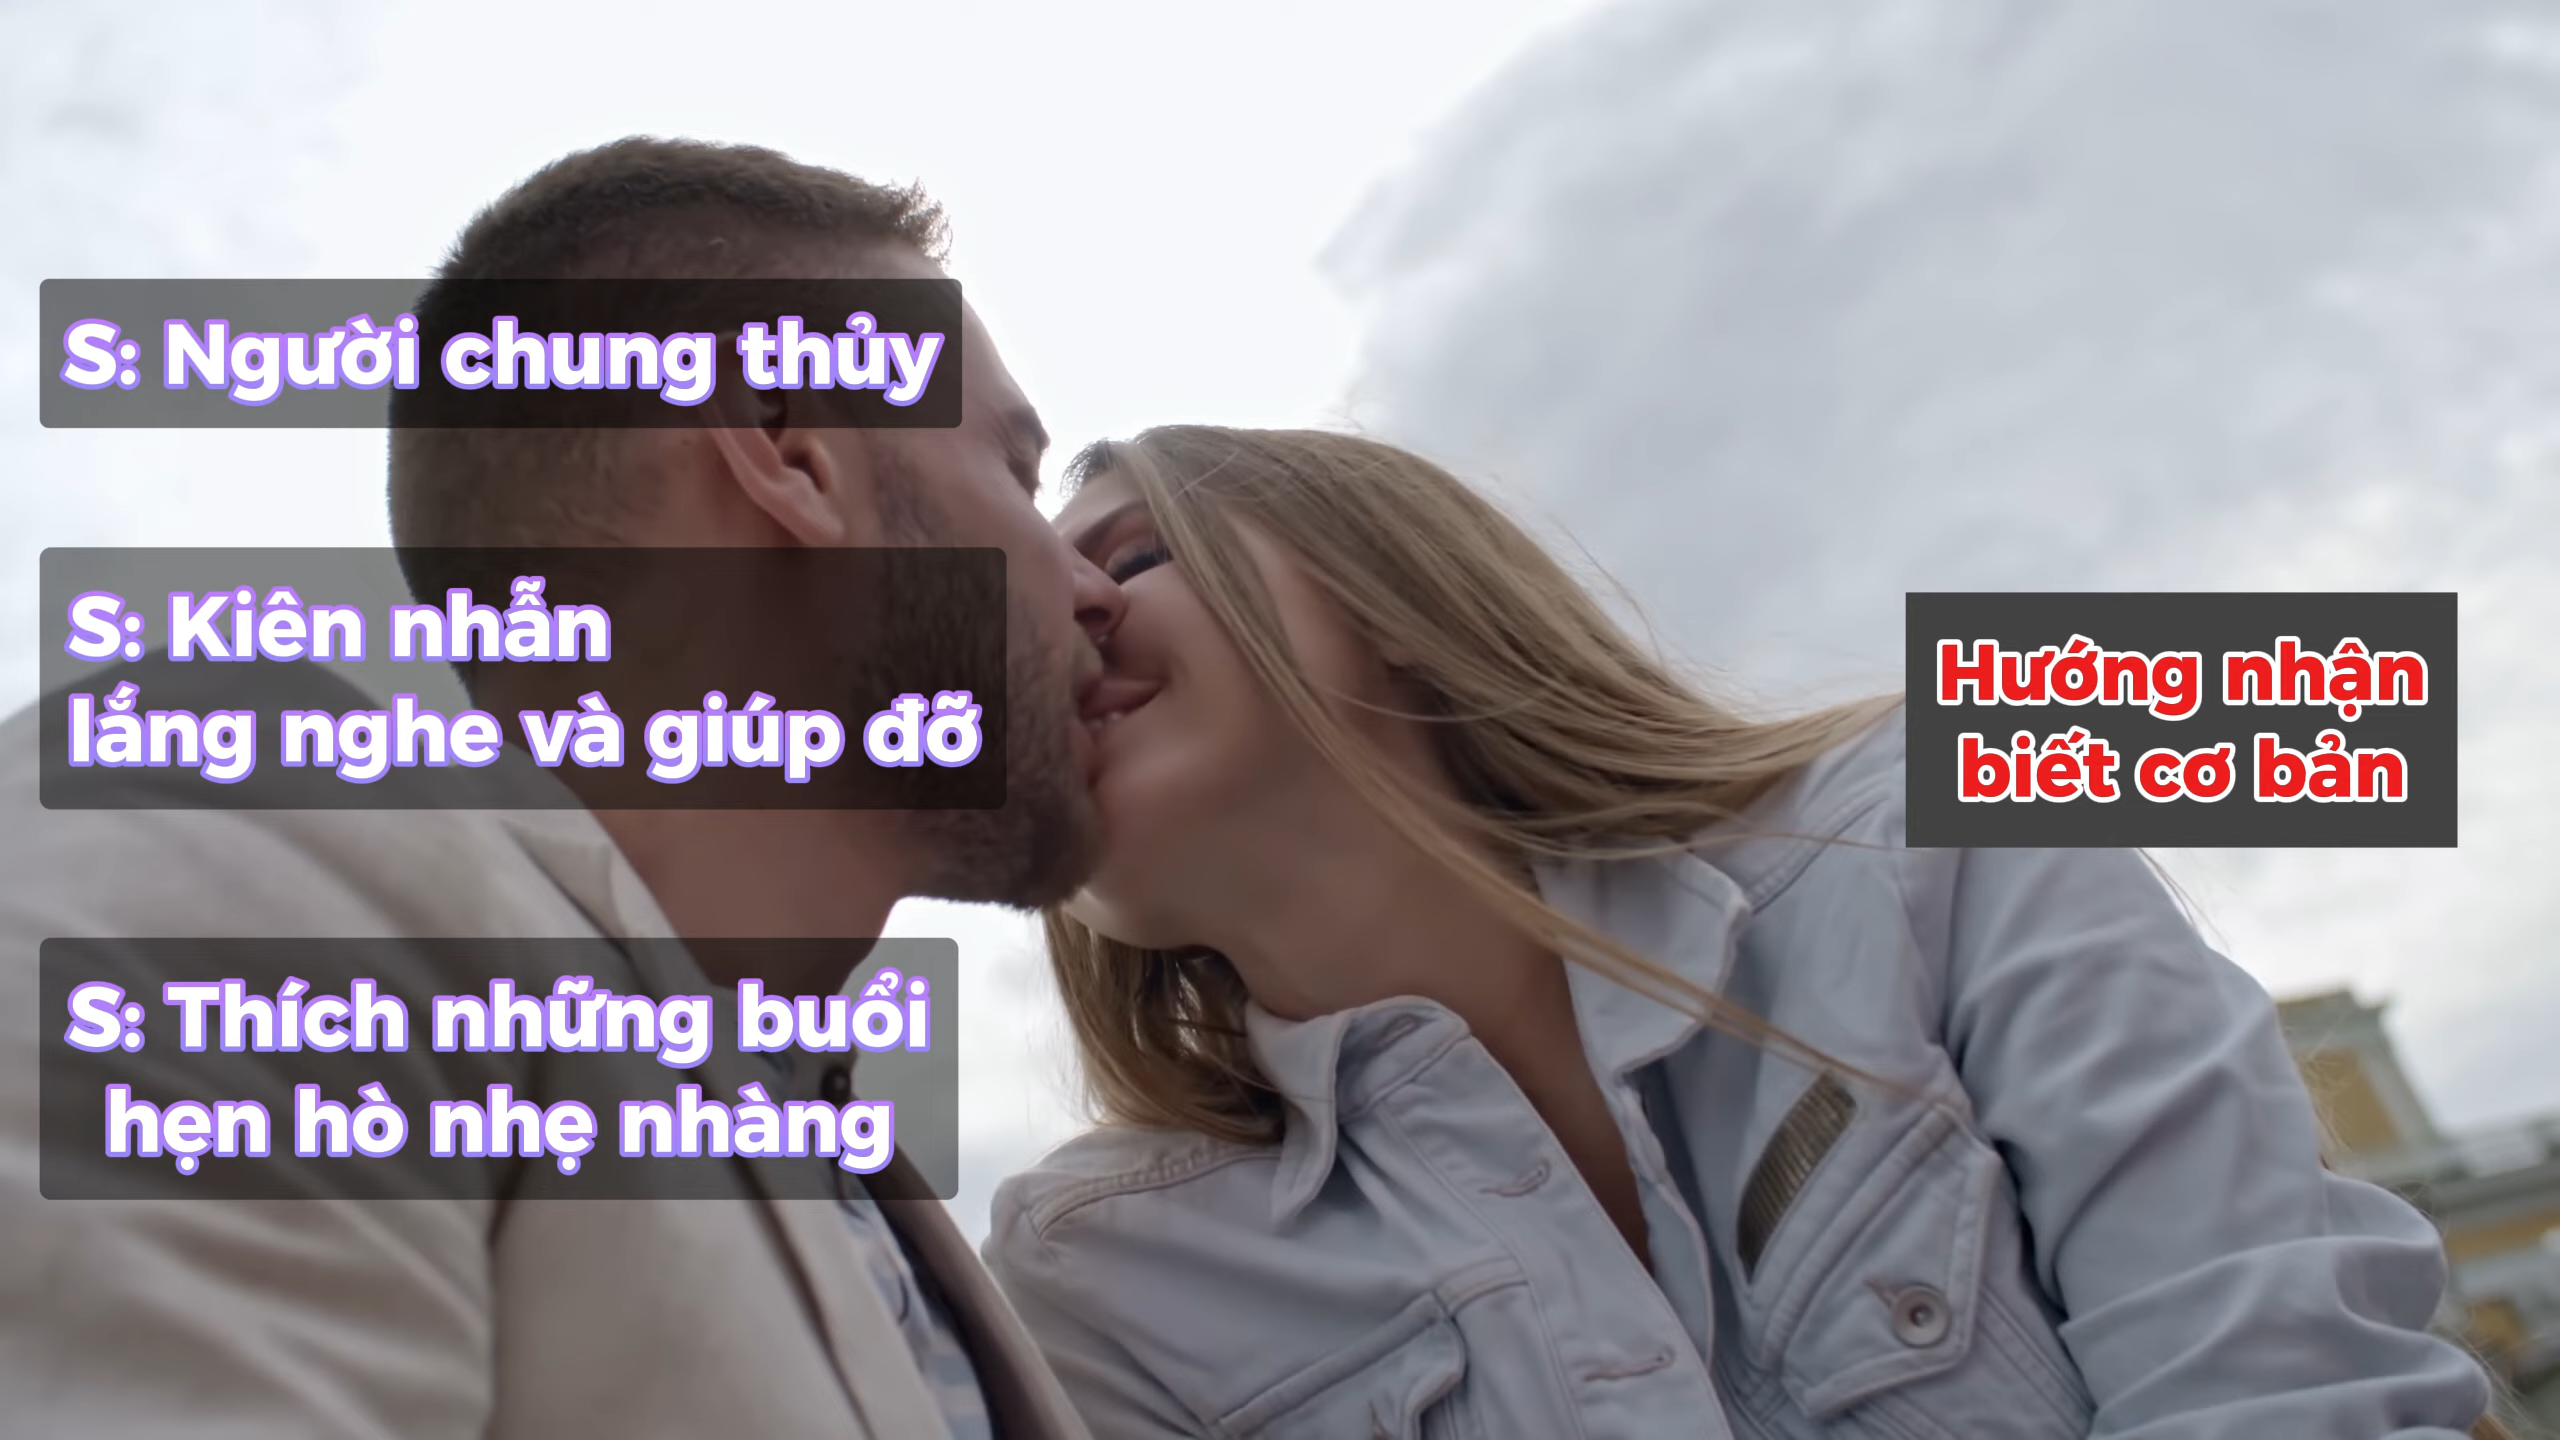 S: Người chung thủy
S: Kiên nhẫn
lắng nghe và giúp đỡ
S: Thích những buổi
hẹn hò nhẹ nhàng
Hướng nhận
biết cơ bản